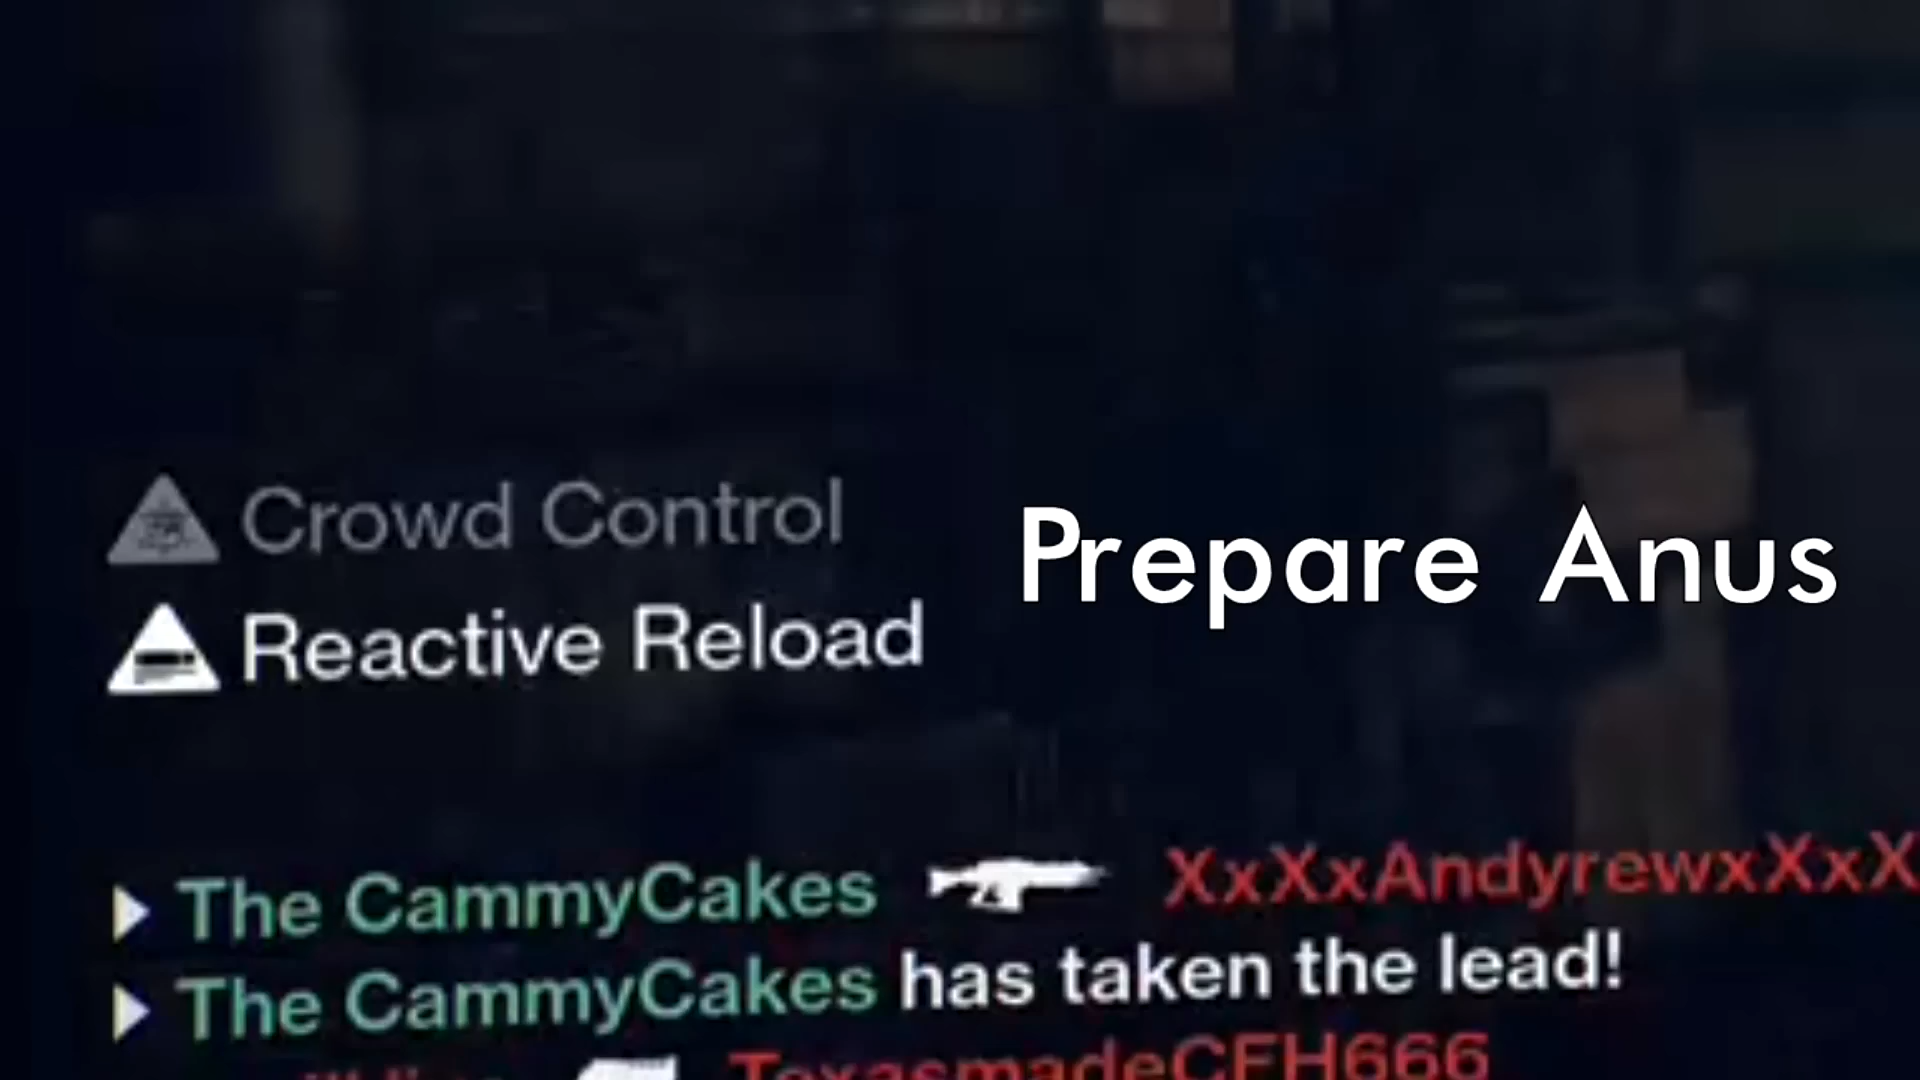 Crowd Control
Prepare Anus
Reactive Reload
The CammyCakes XxXxAndyrewxXxX
The CammyCakes has taken the lead!
TexasmadeCFH666